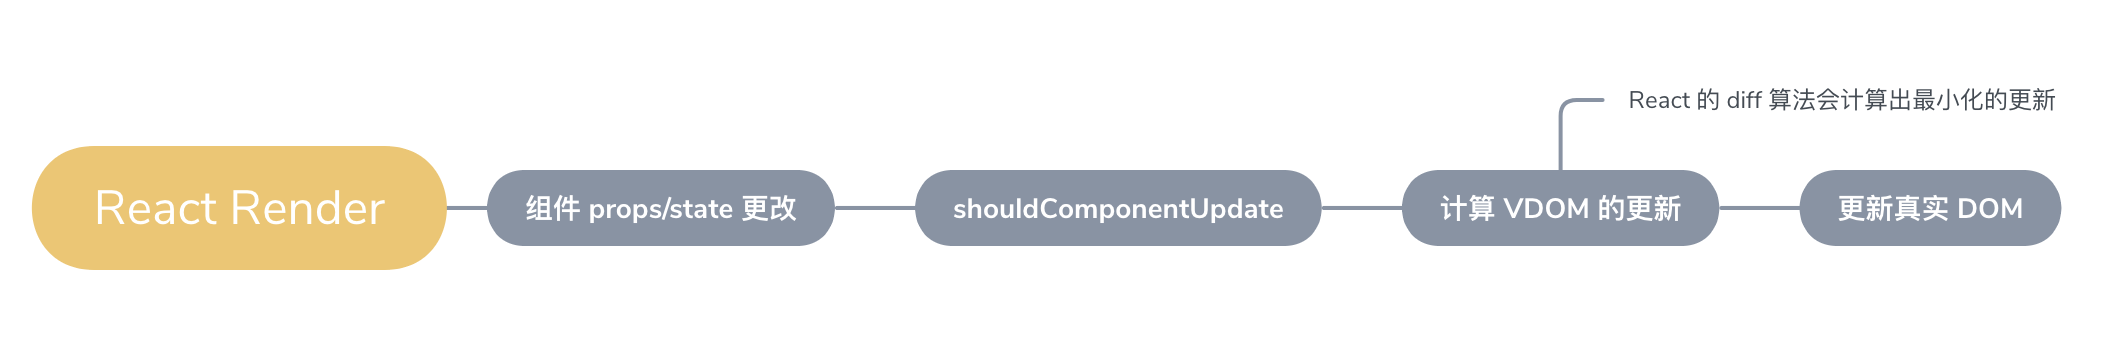 React 的 diff 算法会计算出最小化的更新
React Render
组件 props/state 更改
shouldComponentUpdate
计算 VDOM 的更新
更新真实 DOM